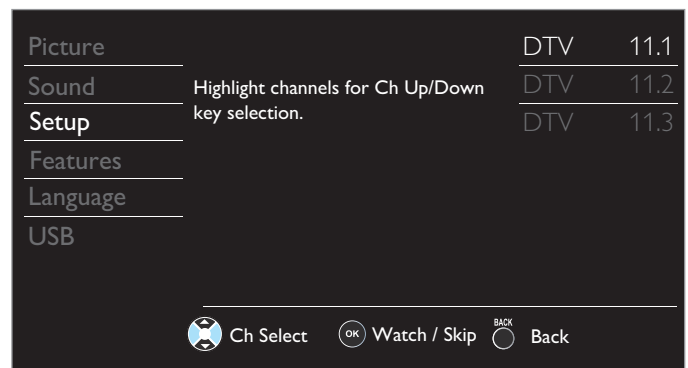 Picture
Sound
Setup
Features
Language
USB
Highlight channels for Ch Up/Down
key selection.
DTV 11.1
DTV 11.2
DTV 11.3
Ch Select
OK
Watch / Skip
BACK
Back